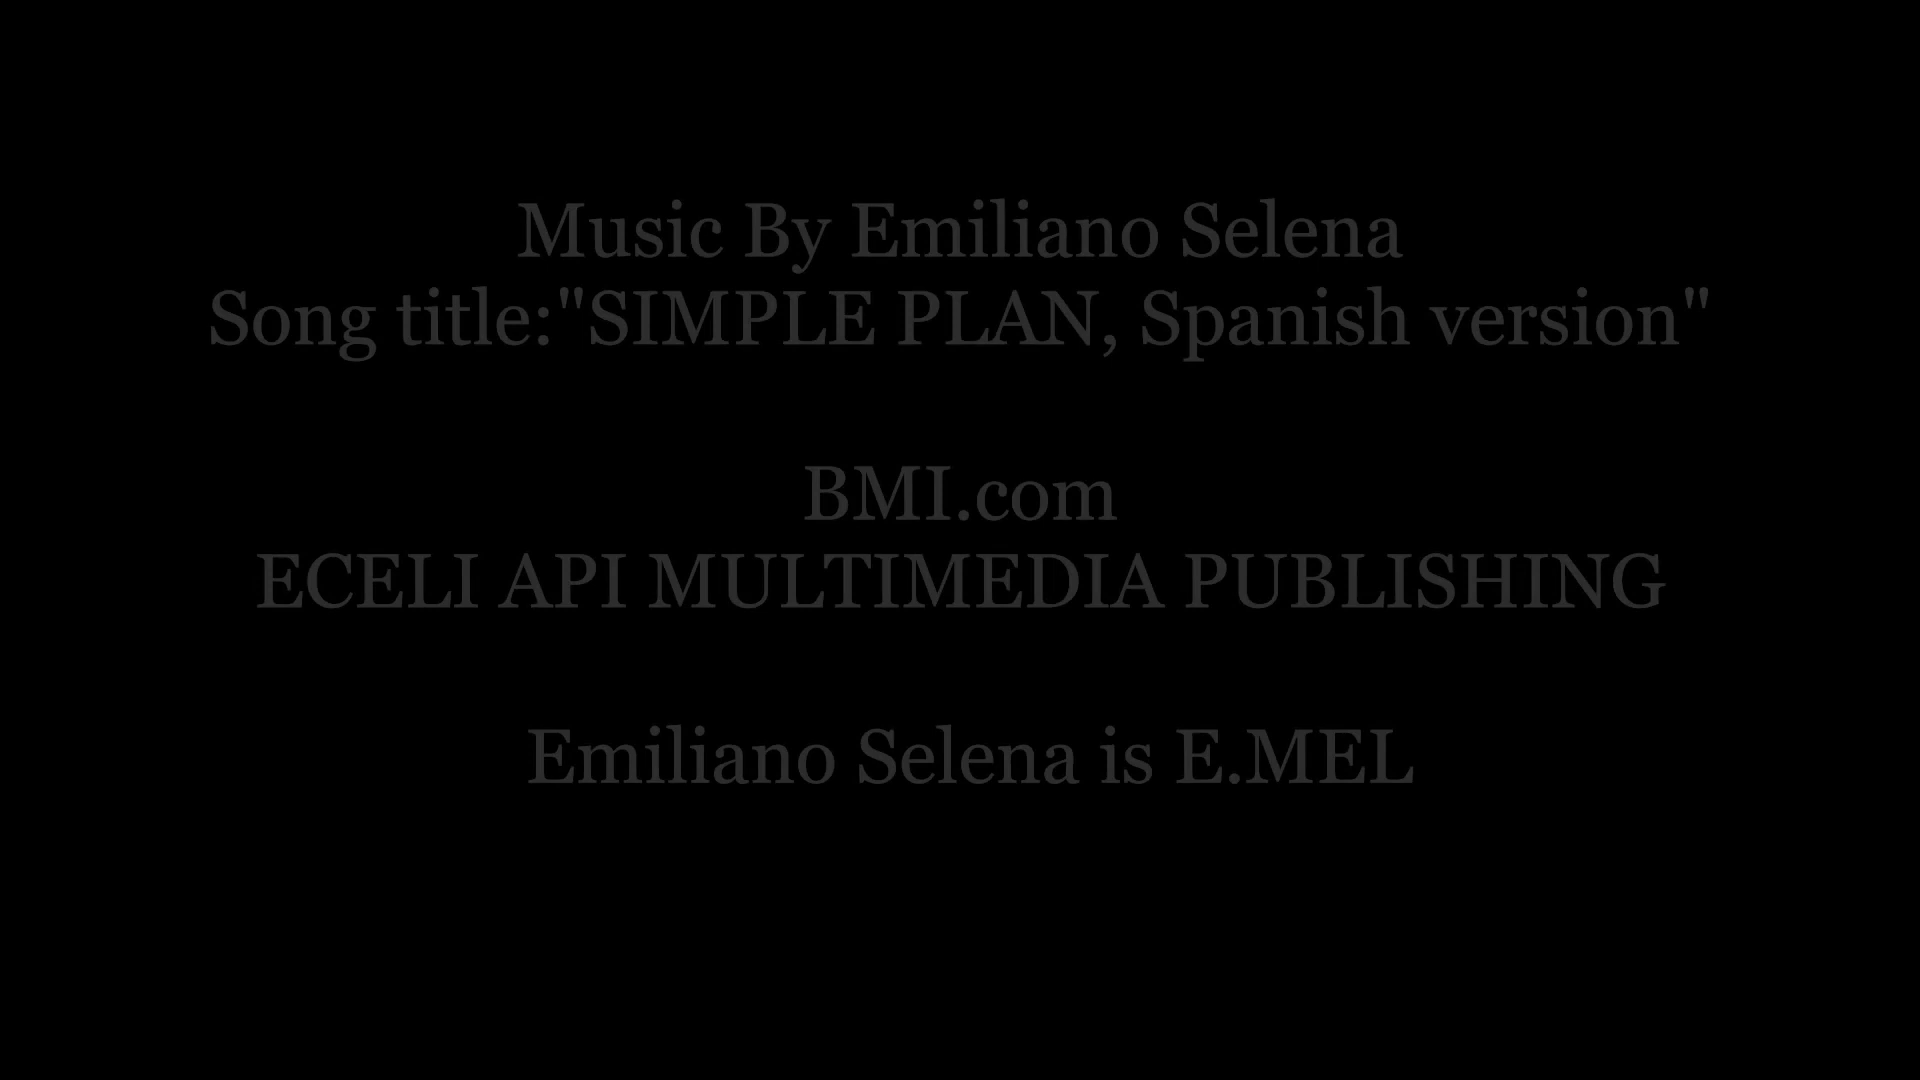 Music By Emiliano Selena
Song title:"SIMPLE PLAN, Spanish version"
BMI.com
ECELI API MULTIMEDIA PUBLISHING
Emiliano Selena is E.MEL